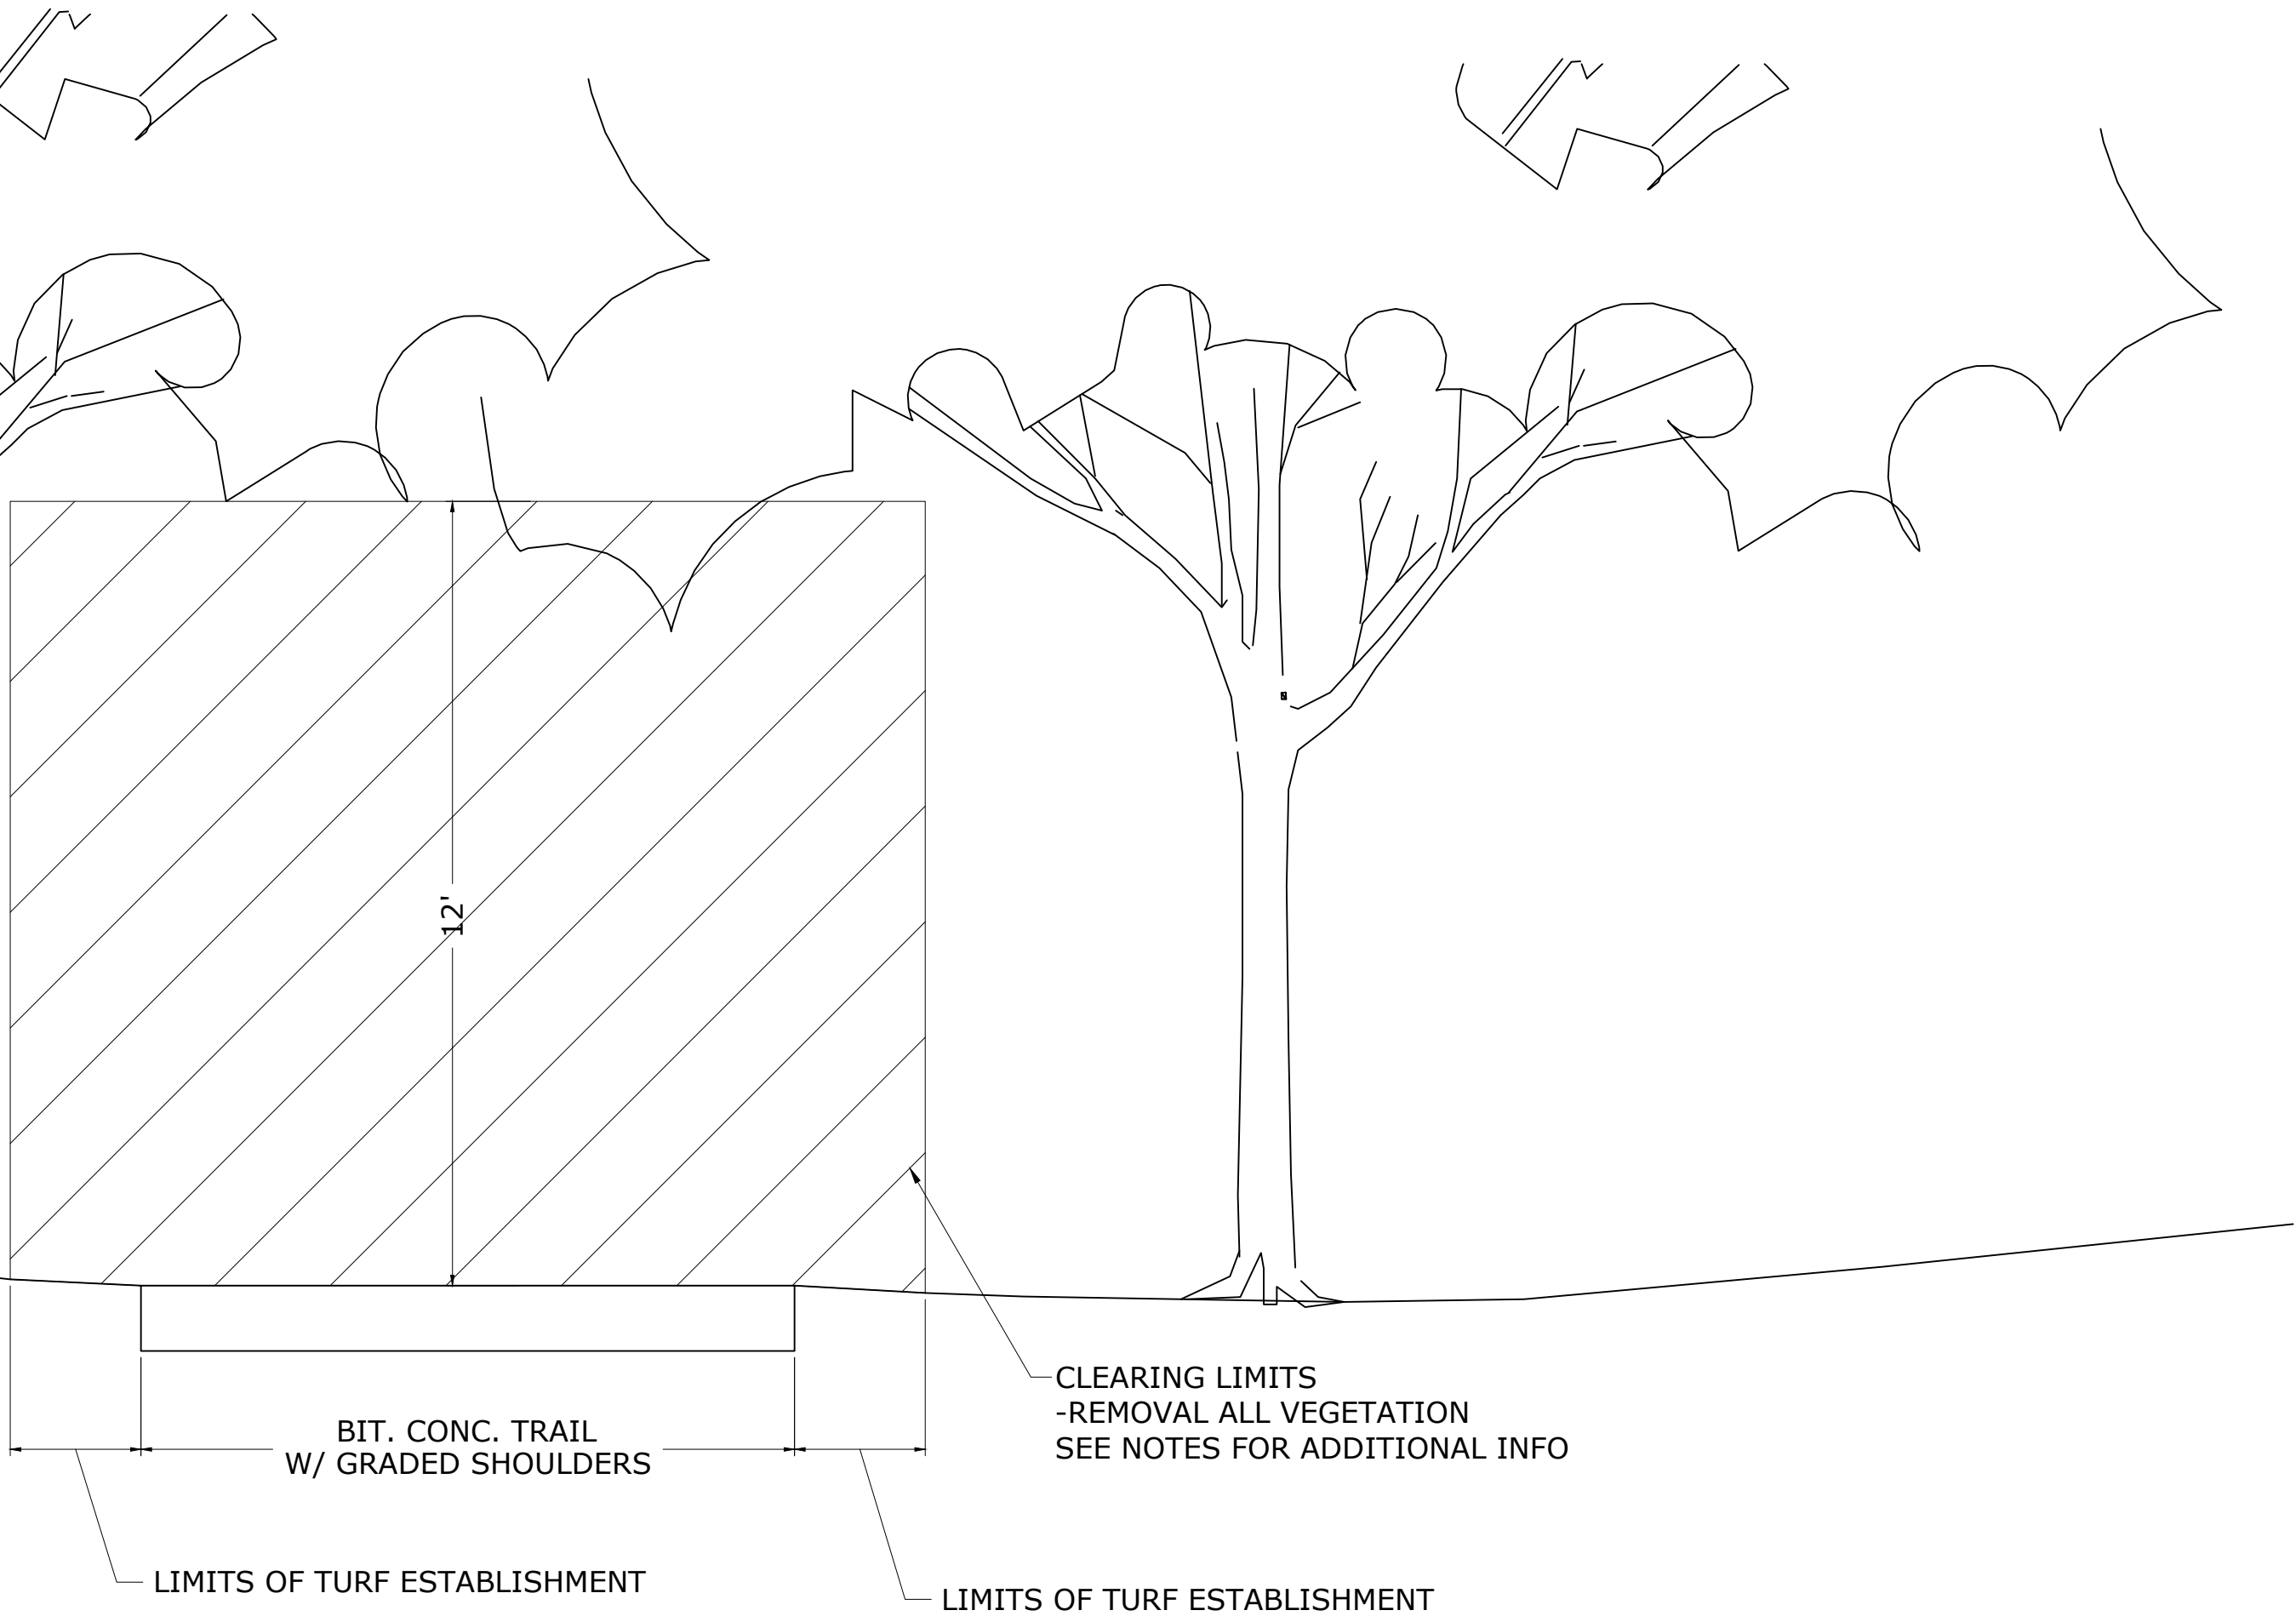 12'
CLEARING LIMITS
-REMOVAL ALL VEGETATION
SEE NOTES FOR ADDITIONAL INFO
BIT. CONC. TRAIL
W/ GRADED SHOULDERS
LIMITS OF TURF ESTABLISHMENT
LIMITS OF TURF ESTABLISHMENT